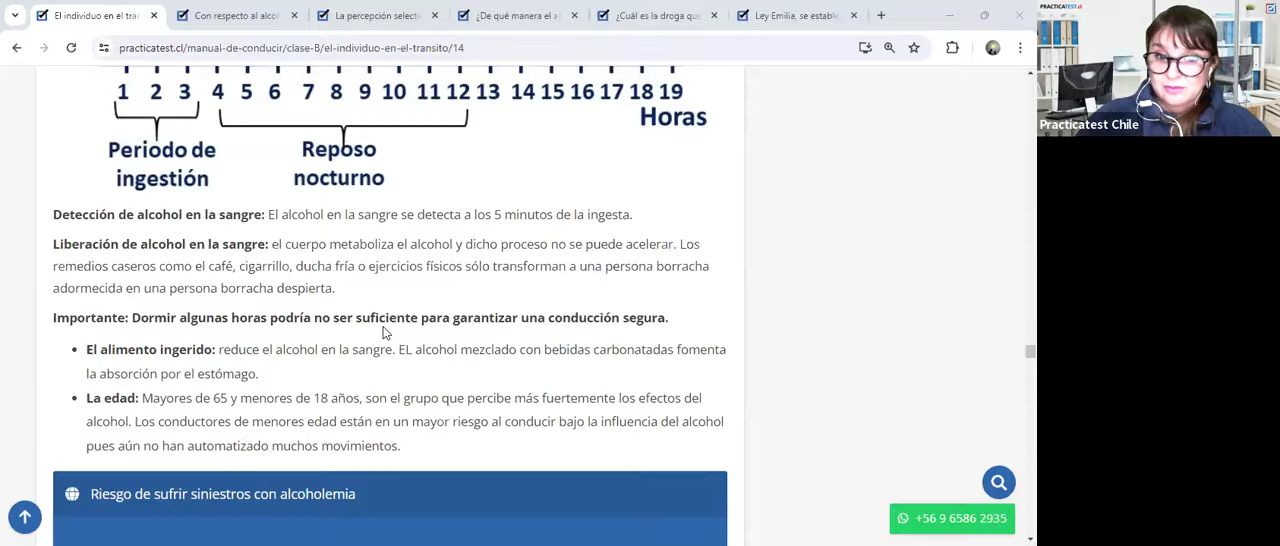 El individuo en el tran
Con respecto al alcoh
La percepción selecti
¿De qué manera el a
¿Cuál es la droga que
Ley Emilia, se estable
practicatest.cl/manual-de-conducir/clase-B/el-individuo-en-el-transito/14
PRACTICATEST.cl
Practicatest Chile
1 2 3 4 5 6 7 8 9 10 11 12 13 14 15 16 17 18 19
Horas
Periodo de
ingestión
Reposo
nocturno
Detección de alcohol en la sangre: El alcohol en la sangre se detecta a los 5 minutos de la ingesta.
Liberación de alcohol en la sangre: el cuerpo metaboliza el alcohol y dicho proceso no se puede acelerar. Los
remedios caseros como el café, cigarrillo, ducha fría o ejercicios físicos sólo transforman a una persona borracha
adormecida en una persona borracha despierta.
Importante: Dormir algunas horas podría no ser suficiente para garantizar una conducción segura.
• El alimento ingerido: reduce el alcohol en la sangre. EL alcohol mezclado con bebidas carbonatadas fomenta
la absorción por el estómago.
• La edad: Mayores de 65 y menores de 18 años, son el grupo que percibe más fuertemente los efectos del
alcohol. Los conductores de menores edad están en un mayor riesgo al conducir bajo la influencia del alcohol
pues aún no han automatizado muchos movimientos.
Riesgo de sufrir siniestros con alcoholemia
+56 9 6586 2935